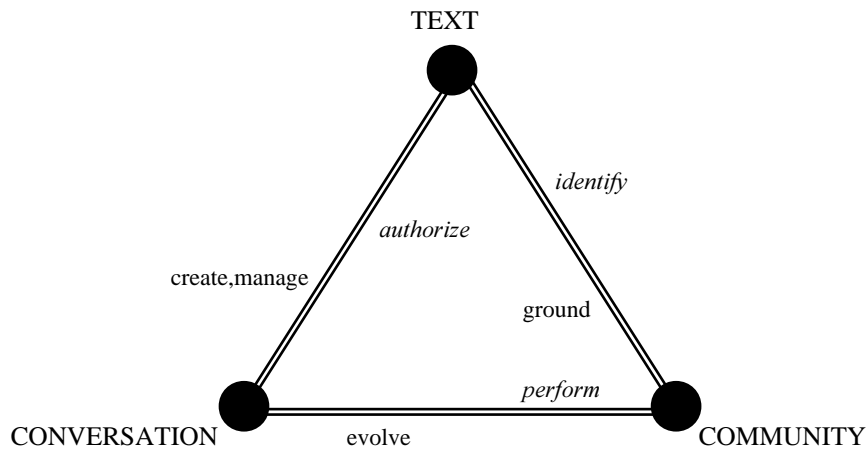 TEXT
identify
authorize
create,manage
ground
perform
CONVERSATION
evolve
COMMUNITY